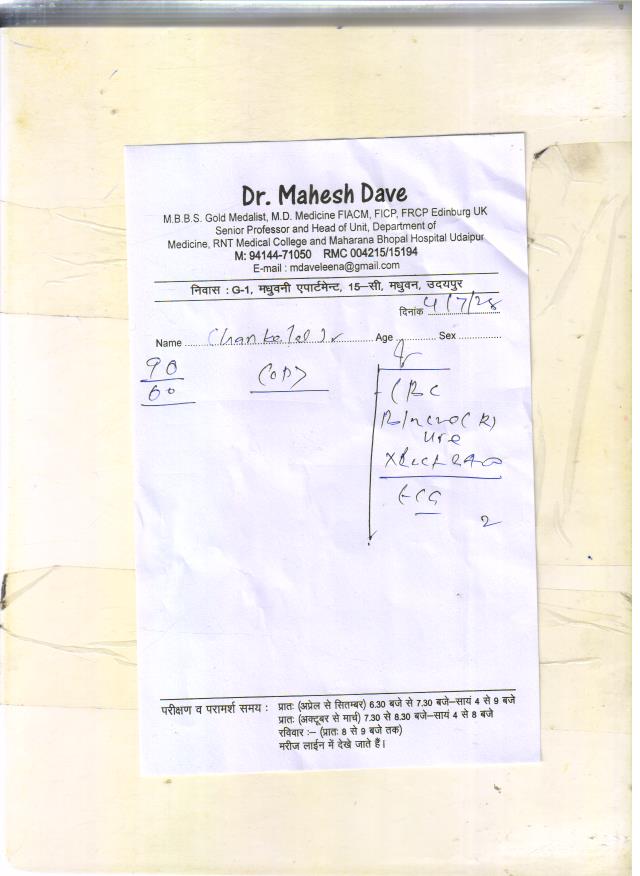 Dr. Mahesh Dave
M.B.B.S. Gold Medalist, M.D. Medicine FIACM, FICP, FRCP Edinburg UK
Senior Professor and Head of Unit, Department of
Medicine, RNT Medical College and Maharana Bhopal Hospital Udaipur
M: 94144-71050 RMC 004215/15194
E-mail : mdaveleena@gmail.com
निवास : G-1, मधुवनी एपार्टमेन्ट, 15–सी, मधुवन, उदयपुर
दिनांक 4/7/28
Name Age Sex
90
60
COPD
CBC
ECG
परीक्षण व परामर्श समय : प्रातः (अप्रेल से सितम्बर) 6.30 बजे से 7.30 बजे–सायं 4 से 9 बजे
प्रातः (अक्टूबर से मार्च) 7.30 से 8.30 बजे–सायं 4 से 8 बजे
रविवार :– (प्रातः 8 से 9 बजे तक)
मरीज लाईन में देखे जाते हैं।